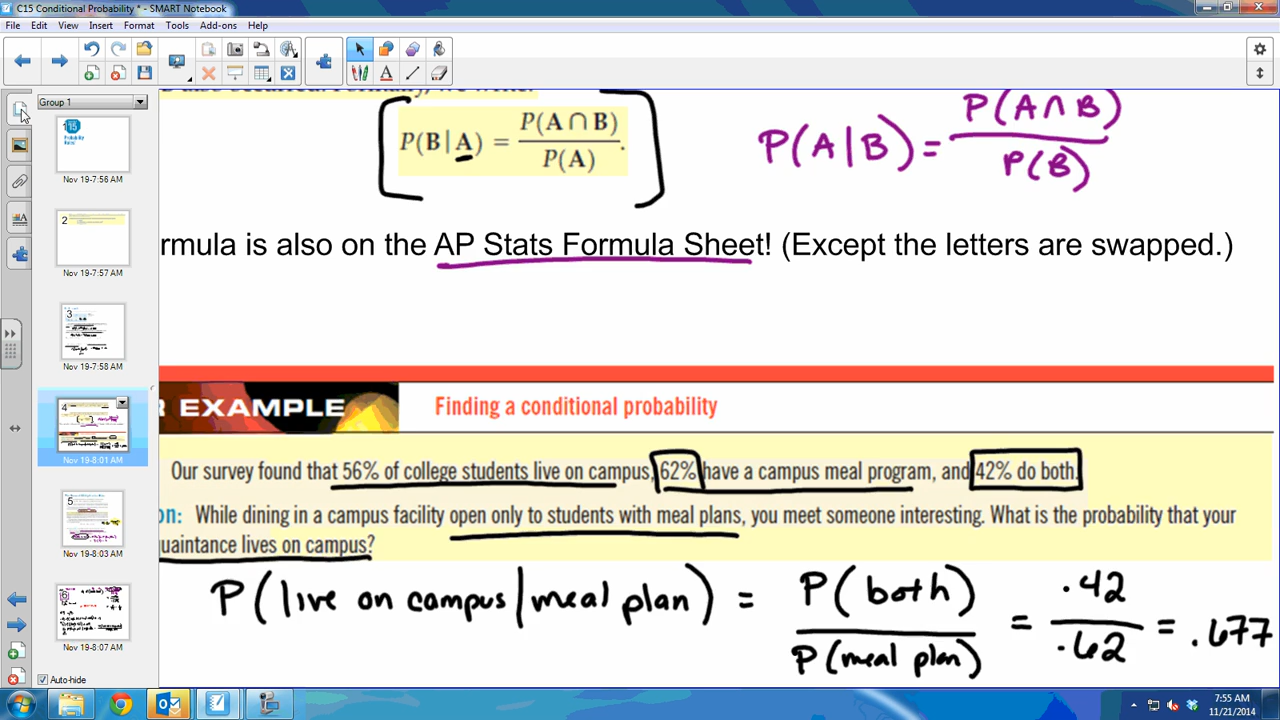 C15 Conditional Probability * - SMART Notebook
File Edit View Insert Format Tools Add-ons Help
Group 1
15
Nov 19-7:56 AM
2
Nov 19-7:57 AM
3
Nov 19-7:58 AM
4
Nov 19-8:01 AM
5
Nov 19-8:03 AM
6
Nov 19-8:07 AM
Auto-hide
P(B|A) = P(A ∩ B) / P(A).
P(A|B) = P(A ∩ B) / P(B)
rmula is also on the AP Stats Formula Sheet! (Except the letters are swapped.)
R EXAMPLE Finding a conditional probability
Our survey found that 56% of college students live on campus, 62% have a campus meal program, and 42% do both.
on: While dining in a campus facility open only to students with meal plans, you meet someone interesting. What is the probability that your
uaintance lives on campus?
P(live on campus|meal plan) = P(both) / P(meal plan) = .42 / .62 = .677
7:55 AM
11/21/2014